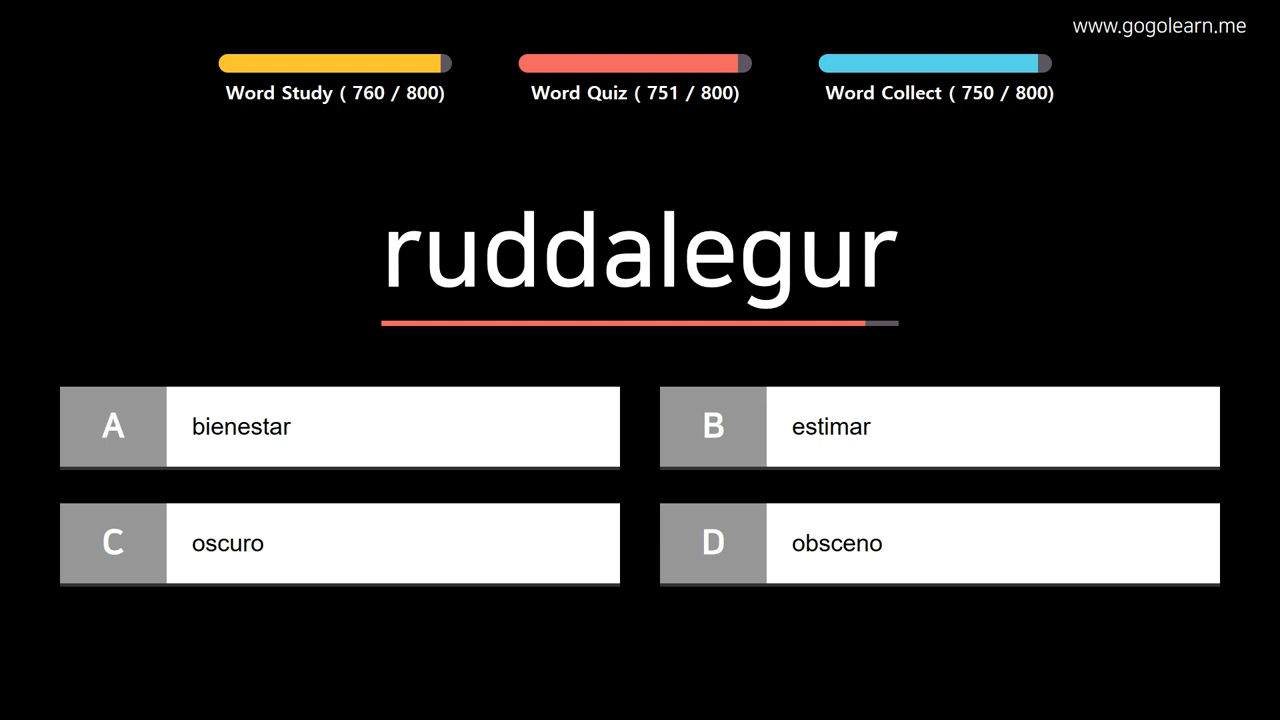 www.gogolearn.me
Word Study ( 760 / 800)
Word Quiz ( 751 / 800)
Word Collect ( 750 / 800)
ruddalegur
A bienestar
B estimar
C oscuro
D obsceno